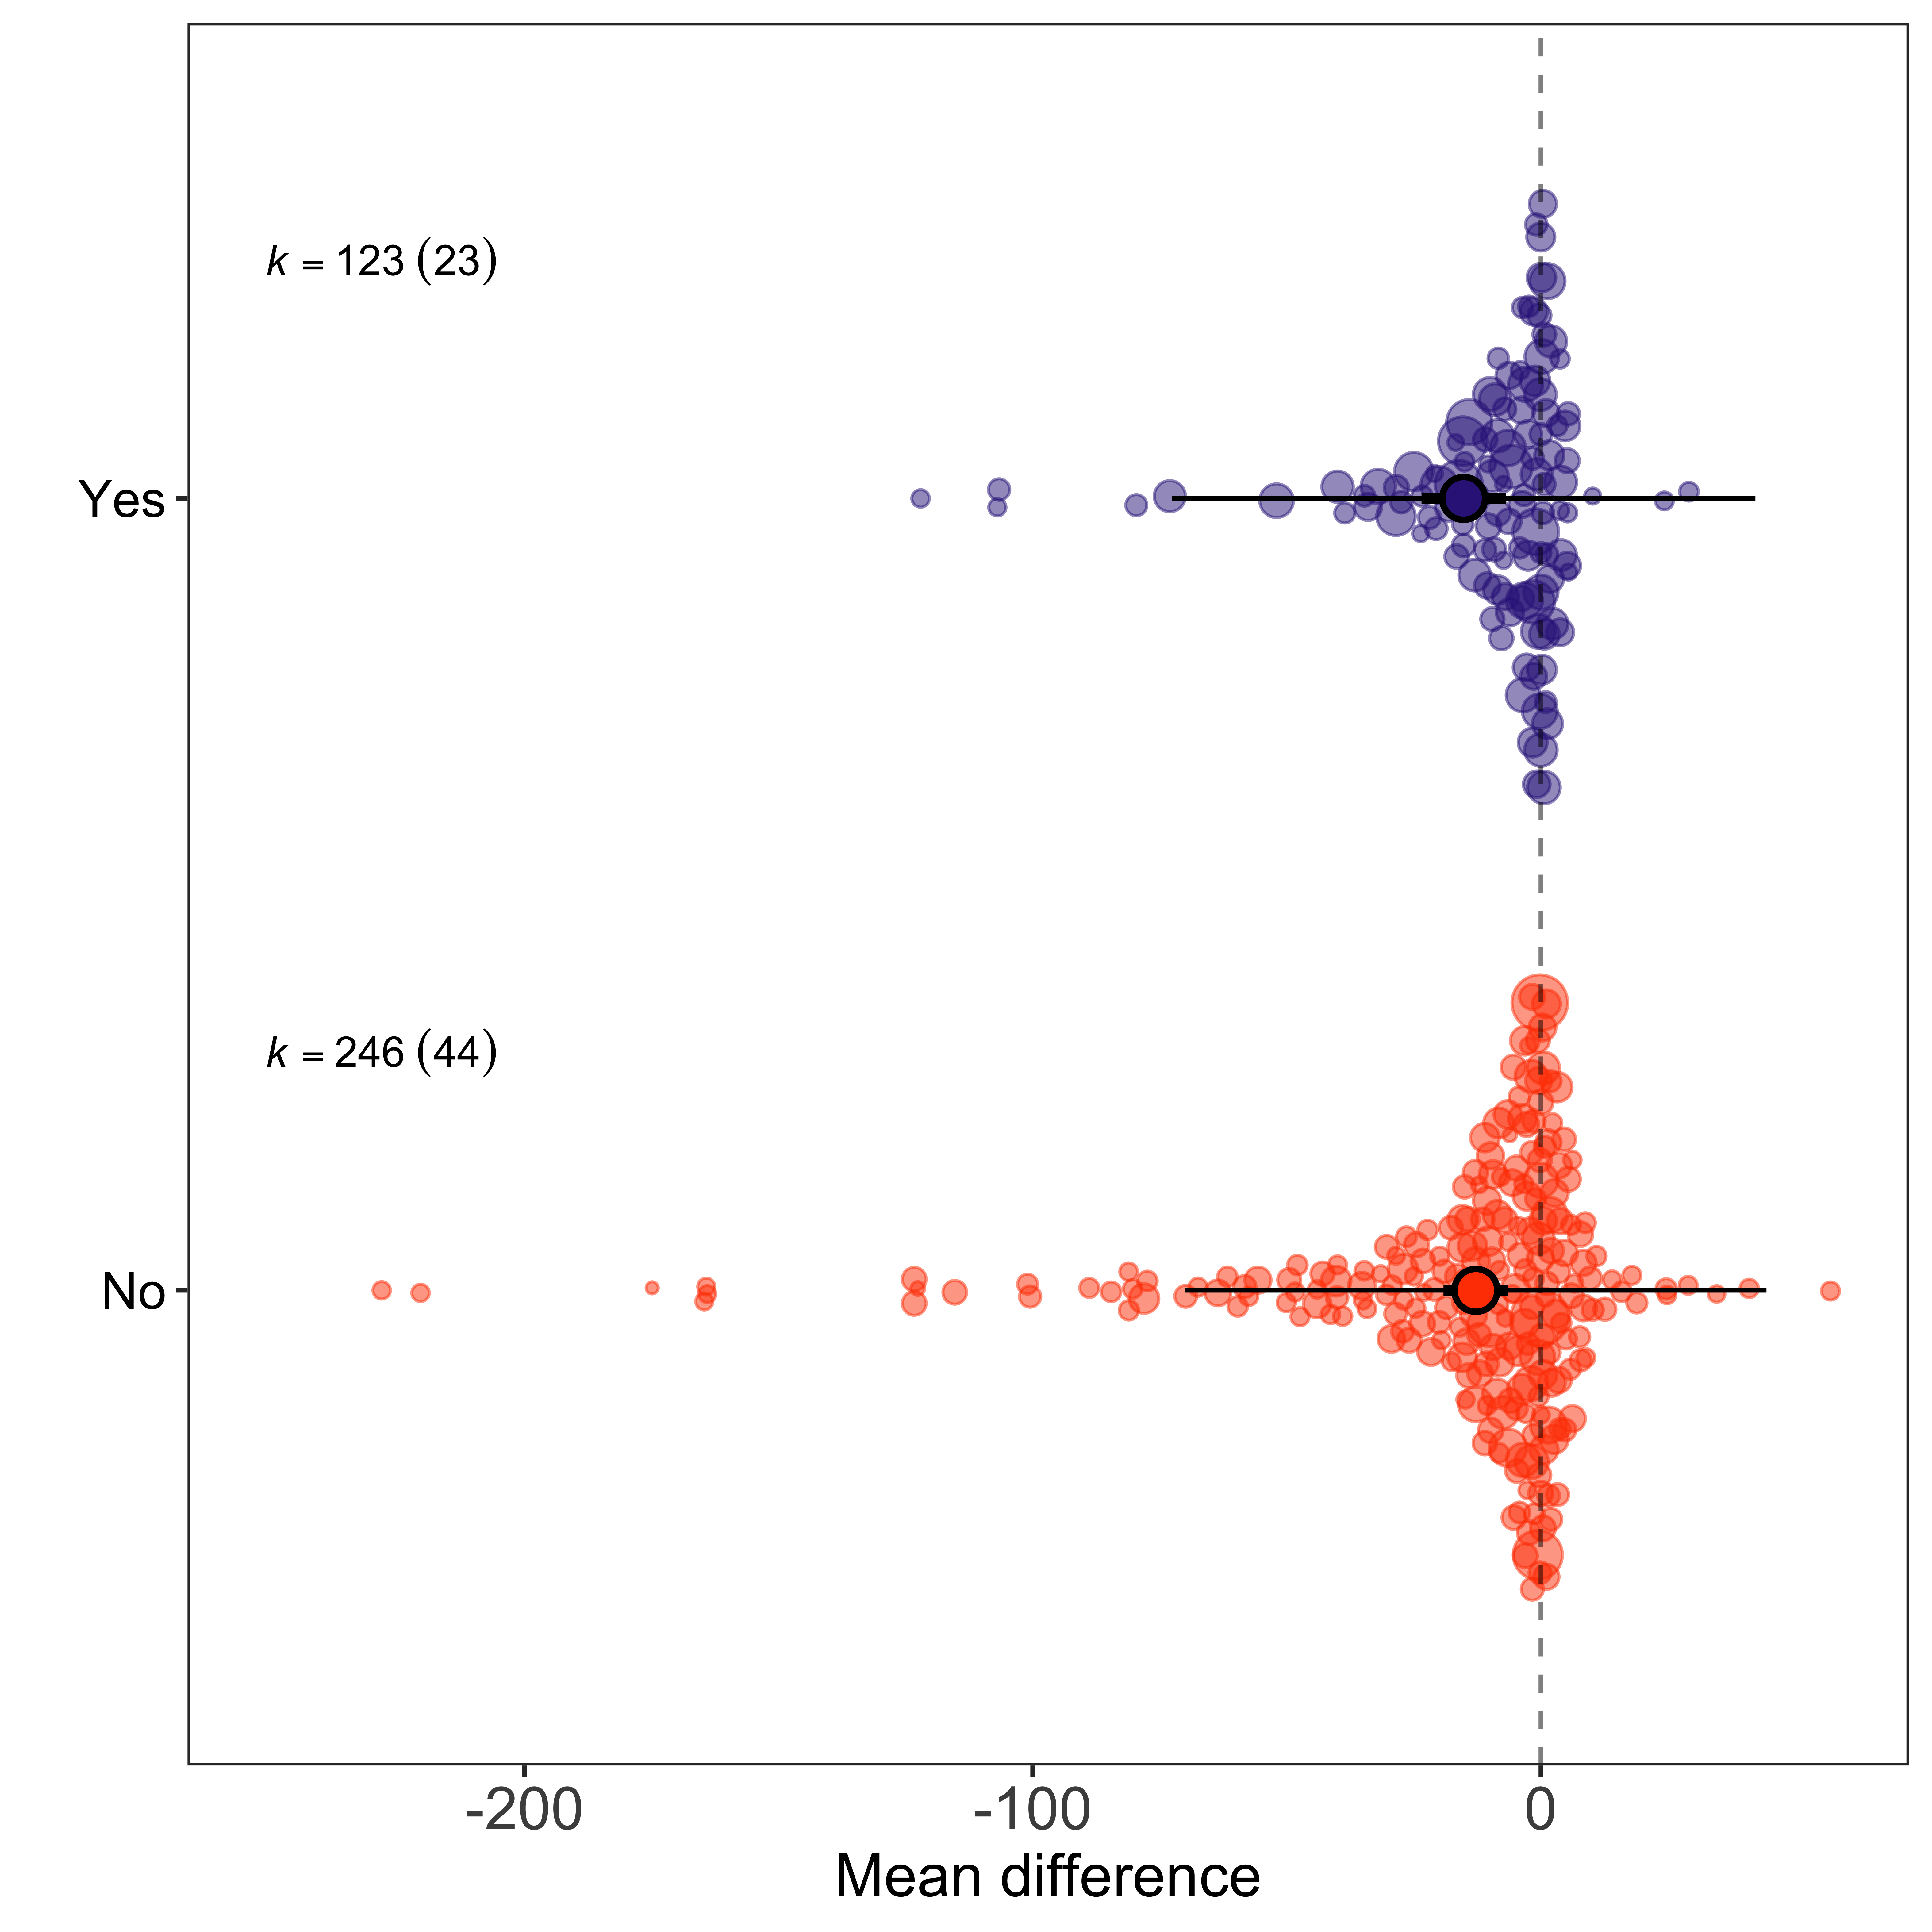 k = 123 (23)
Yes
k = 246 (44)
No
-200 -100 0
Mean difference